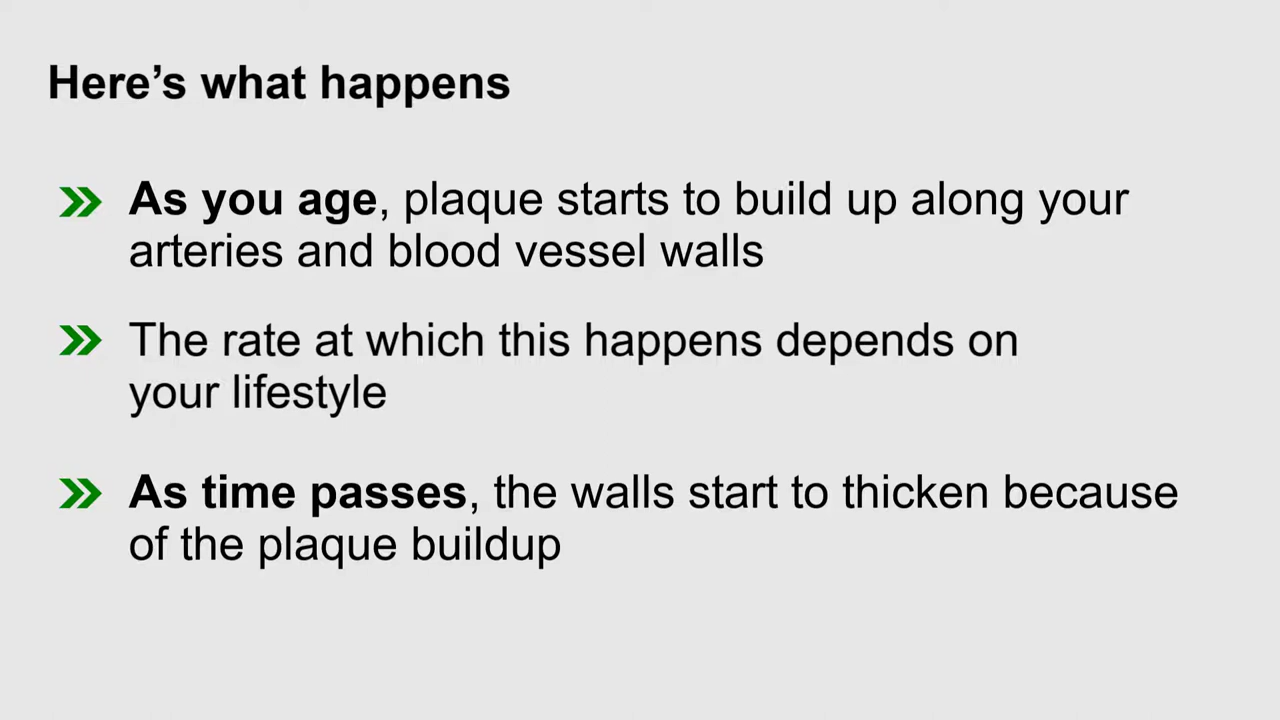 Here’s what happens
As you age, plaque starts to build up along your
arteries and blood vessel walls
The rate at which this happens depends on
your lifestyle
As time passes, the walls start to thicken because
of the plaque buildup